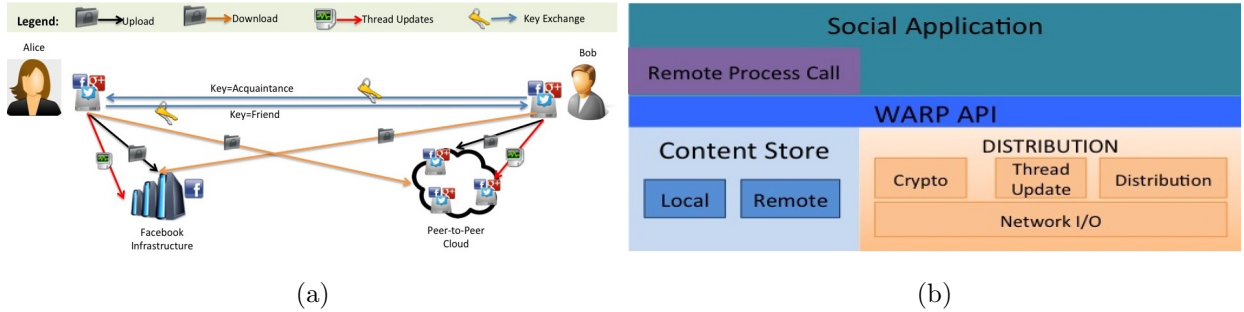 Legend: Upload Download Thread Updates Key Exchange
Alice
Bob
Key=Acquaintance
Key=Friend
Facebook
Infrastructure
Peer-to-Peer
Cloud
(a)
Social Application
Remote Process Call
WARP API
Content Store
Local Remote
DISTRIBUTION
Crypto
Thread
Update
Distribution
Network I/O
(b)